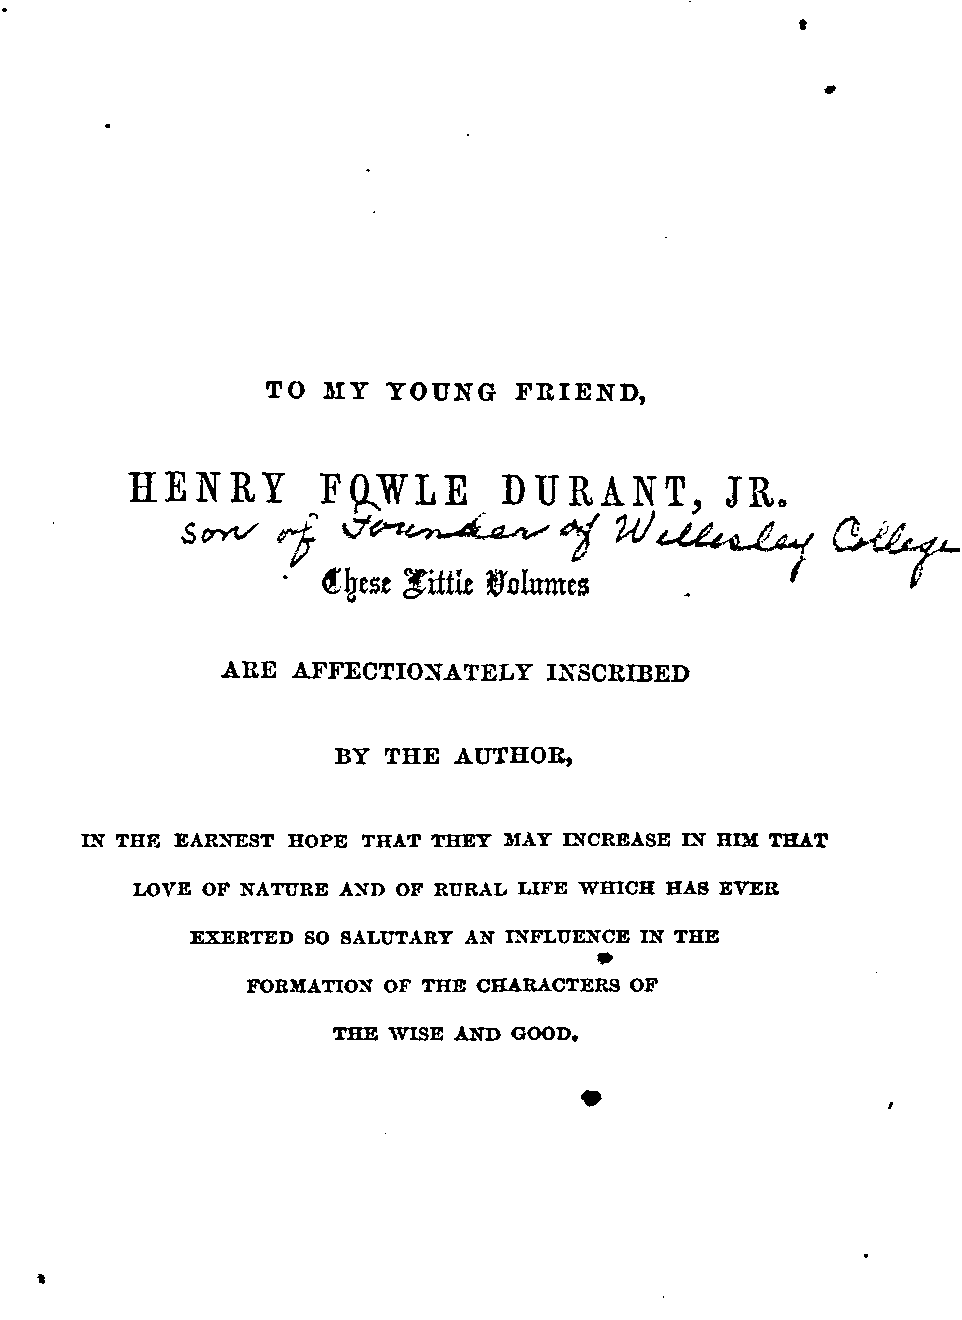 TO MY YOUNG FRIEND,
HENRY FOWLE DURANT, JR.
son of Founder of Wellesley College
These Little Volumes
ARE AFFECTIONATELY INSCRIBED
BY THE AUTHOR,
IN THE EARNEST HOPE THAT THEY MAY INCREASE IN HIM THAT
LOVE OF NATURE AND OF RURAL LIFE WHICH HAS EVER
EXERTED SO SALUTARY AN INFLUENCE IN THE
FORMATION OF THE CHARACTERS OF
THE WISE AND GOOD.